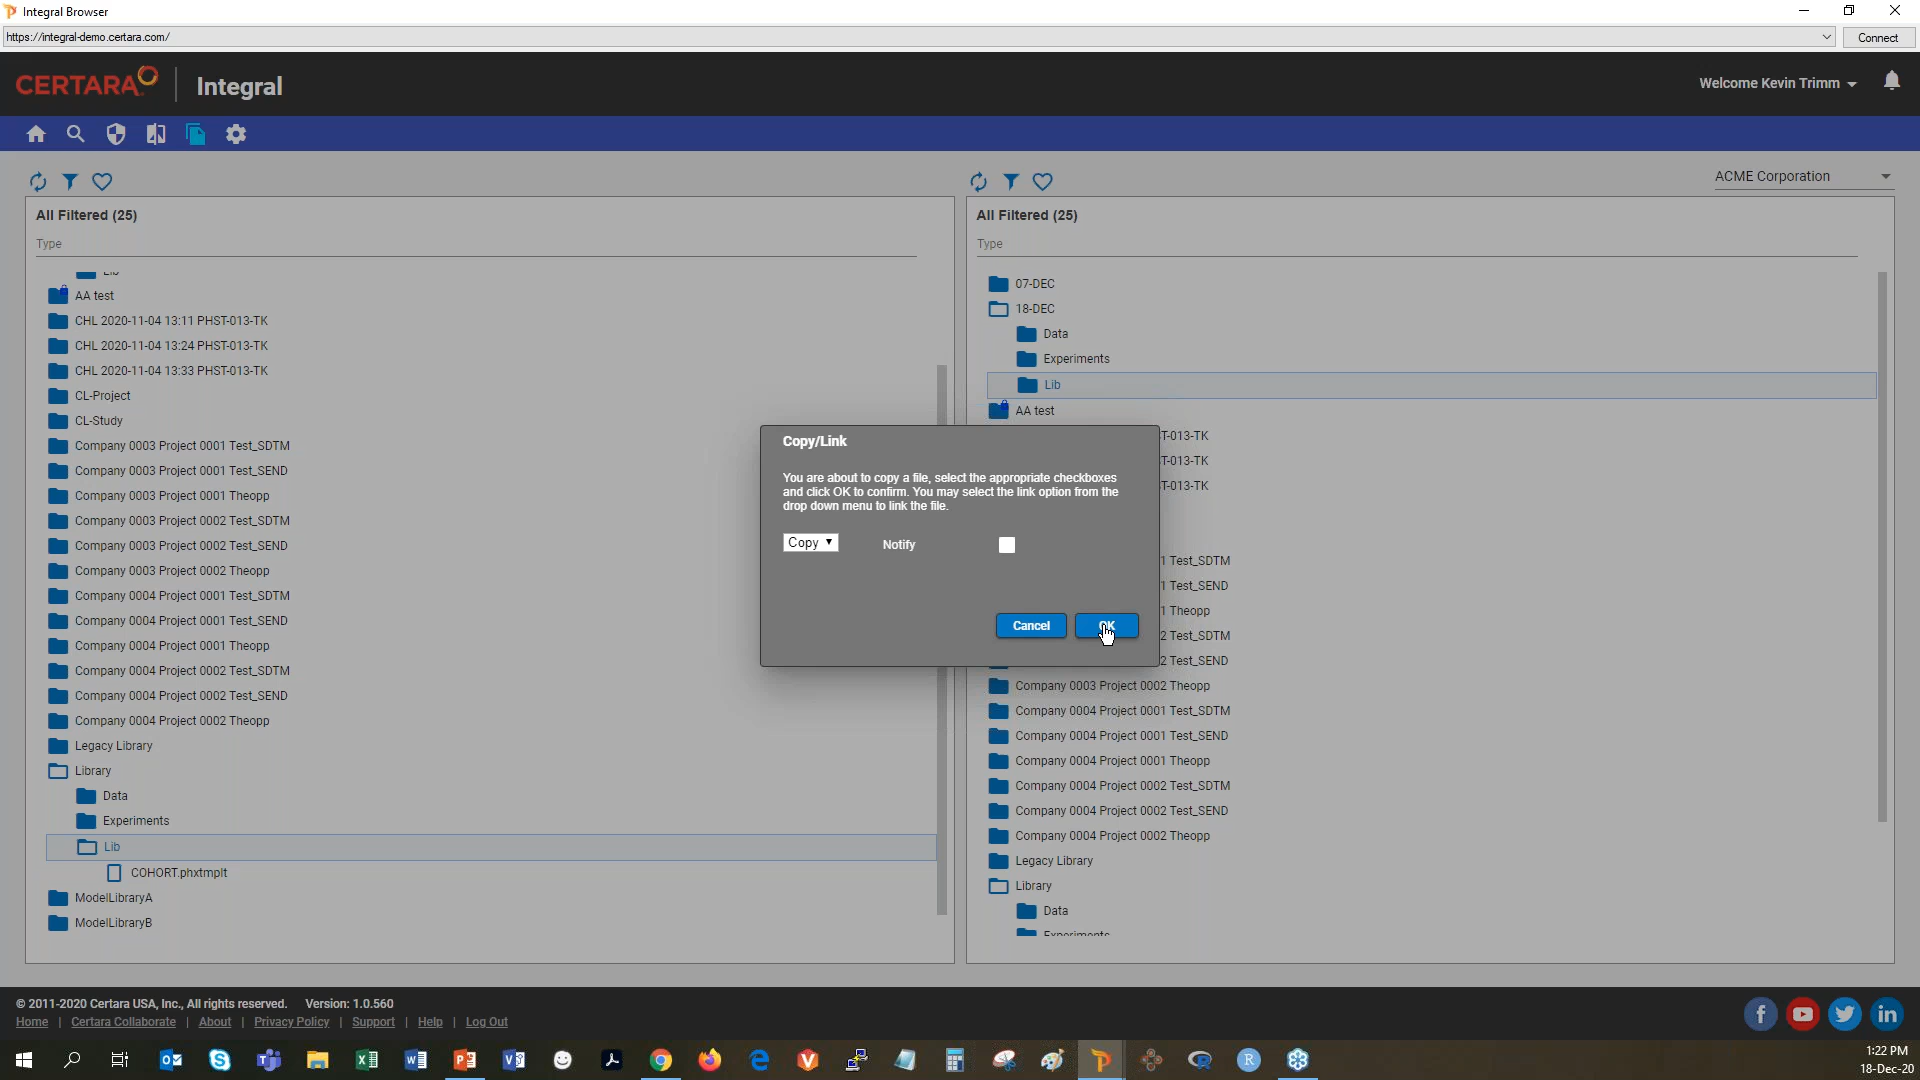 Integral Browser
https://integral-demo.certara.com/
Connect
CERTARA
Integral
Welcome Kevin Trimm
ACME Corporation
All Filtered (25)
Type
AA test
CHL 2020-11-04 13:11 PHST-013-TK
CHL 2020-11-04 13:24 PHST-013-TK
CHL 2020-11-04 13:33 PHST-013-TK
CL-Project
CL-Study
Company 0003 Project 0001 Test_SDTM
Company 0003 Project 0001 Test_SEND
Company 0003 Project 0001 Theopp
Company 0003 Project 0002 Test_SDTM
Company 0003 Project 0002 Test_SEND
Company 0003 Project 0002 Theopp
Company 0004 Project 0001 Test_SDTM
Company 0004 Project 0001 Test_SEND
Company 0004 Project 0001 Theopp
Company 0004 Project 0002 Test_SDTM
Company 0004 Project 0002 Test_SEND
Company 0004 Project 0002 Theopp
Legacy Library
Library
Data
Experiments
Lib
COHORT.phxtmplt
ModelLibraryA
ModelLibraryB
All Filtered (25)
Type
07-DEC
18-DEC
Data
Experiments
Lib
AA test
T-013-TK
T-013-TK
T-013-TK
1 Test_SDTM
1 Test_SEND
1 Theopp
2 Test_SDTM
2 Test_SEND
Company 0003 Project 0002 Theopp
Company 0004 Project 0001 Test_SDTM
Company 0004 Project 0001 Test_SEND
Company 0004 Project 0001 Theopp
Company 0004 Project 0002 Test_SDTM
Company 0004 Project 0002 Test_SEND
Company 0004 Project 0002 Theopp
Legacy Library
Library
Data
Experiments
Copy/Link
You are about to copy a file, select the appropriate checkboxes
and click OK to confirm. You may select the link option from the
drop down menu to link the file.
Copy
Notify
Cancel
OK
© 2011-2020 Certara USA, Inc., All rights reserved. Version: 1.0.560
Home | Certara Collaborate | About | Privacy Policy | Support | Help | Log Out
1:22 PM
18-Dec-20